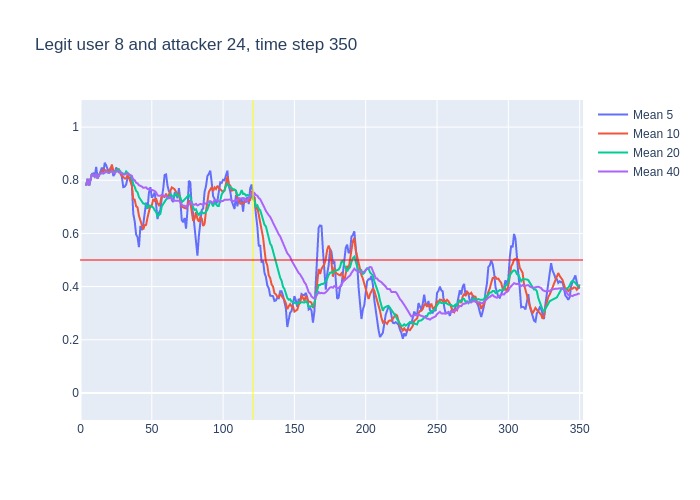 Legit user 8 and attacker 24, time step 350
Mean 5
Mean 10
Mean 20
Mean 40
1
0.8
0.6
0.4
0.2
0
0 50 100 150 200 250 300 350